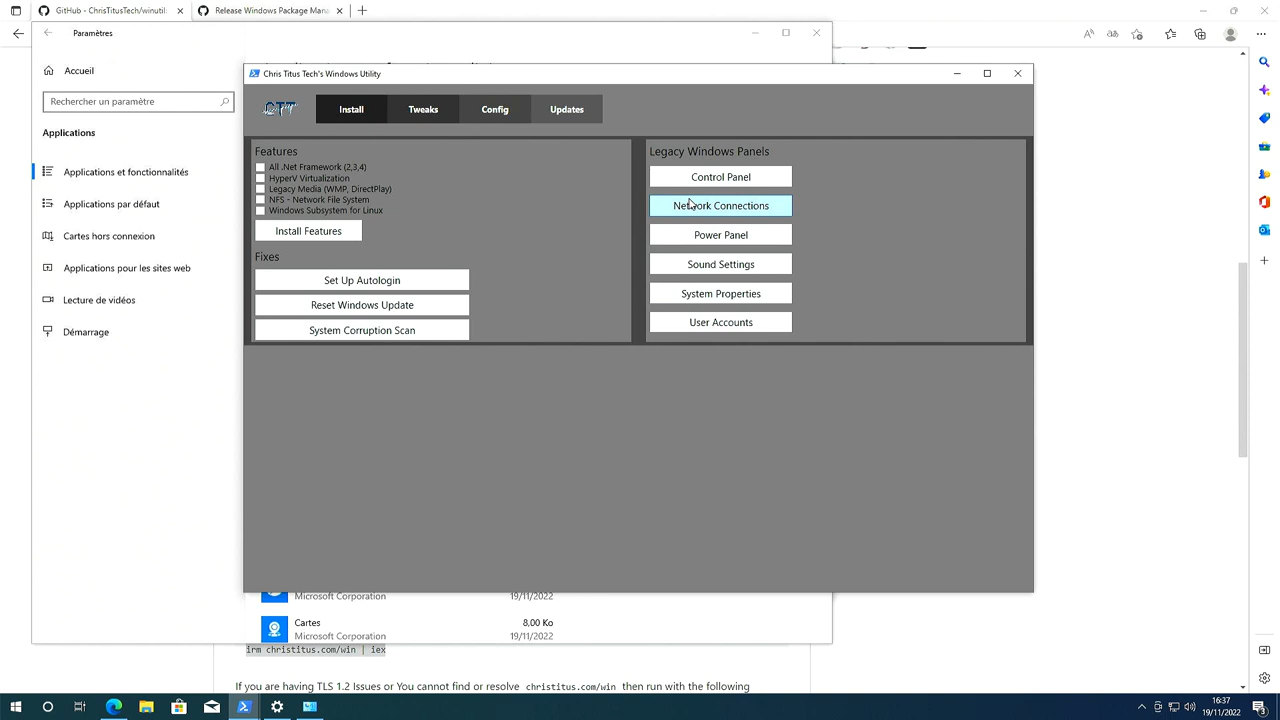 GitHub - ChrisTitusTech/winutil:
Release Windows Package Mana
Paramètres
Accueil
Rechercher un paramètre
Applications
Applications et fonctionnalités
Applications par défaut
Cartes hors connexion
Applications pour les sites web
Lecture de vidéos
Démarrage
Chris Titus Tech's Windows Utility
CTT
Install
Tweaks
Config
Updates
Features
All .Net Framework (2,3,4)
HyperV Virtualization
Legacy Media (WMP, DirectPlay)
NFS - Network File System
Windows Subsystem for Linux
Install Features
Fixes
Set Up Autologin
Reset Windows Update
System Corruption Scan
Legacy Windows Panels
Control Panel
Network Connections
Power Panel
Sound Settings
System Properties
User Accounts
Microsoft Corporation 19/11/2022
Cartes 8,00 Ko
Microsoft Corporation 19/11/2022
irm christitus.com/win | iex
If you are having TLS 1.2 Issues or You cannot find or resolve christitus.com/win then run with the following
16:37
19/11/2022